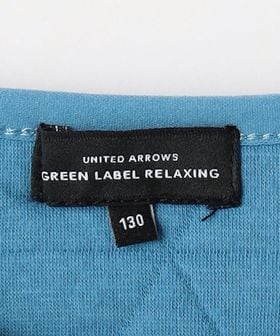 UNITED ARROWS
GREEN LABEL RELAXING
130